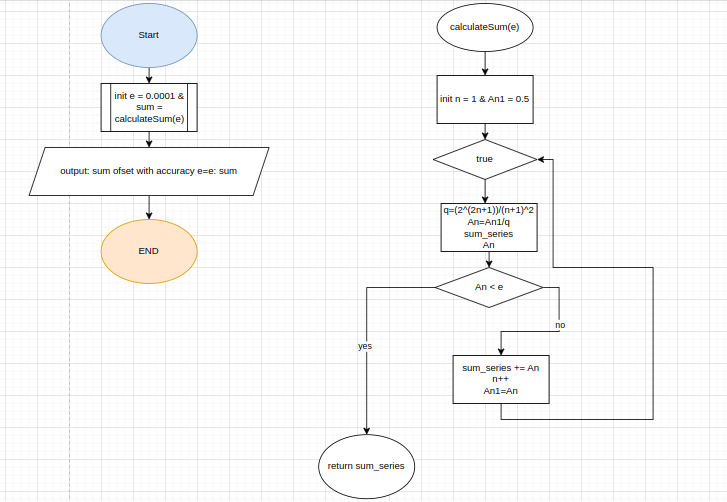 Start
init e = 0.0001 &
sum =
calculateSum(e)
output: sum ofset with accuracy e=e: sum
END
calculateSum(e)
init n = 1 & An1 = 0.5
true
q=(2^(2n+1))/(n+1)^2
An=An1/q
sum_series
An
An < e
no
yes
sum_series += An
n++
An1=An
return sum_series